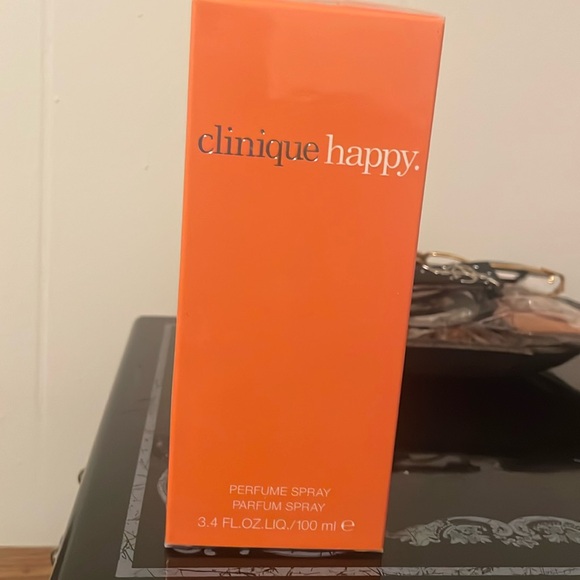 clinique happy.
PERFUME SPRAY
PARFUM SPRAY
3.4 FL.OZ.LIQ./100 ml ℮